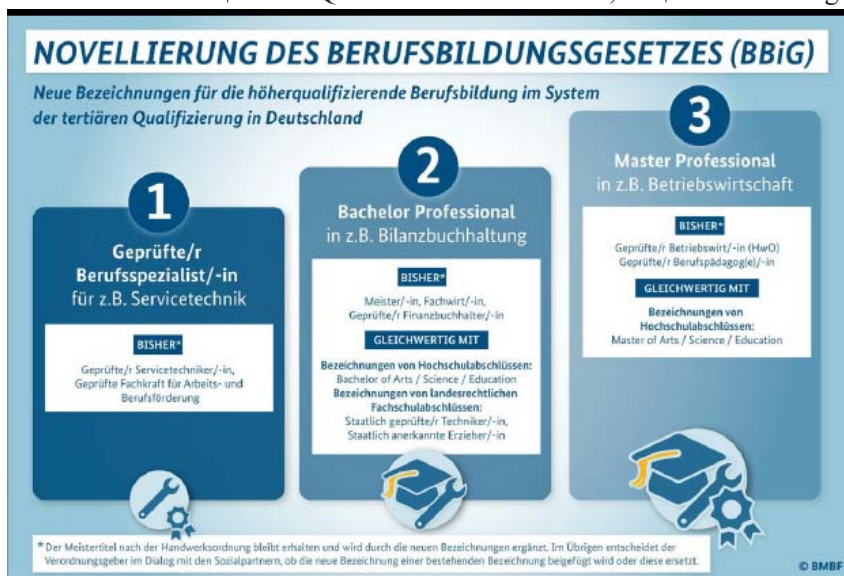 NOVELLIERUNG DES BERUFSBILDUNGSGESETZES (BBiG)
Neue Bezeichnungen für die höherqualifizierende Berufsbildung im System
der tertiären Qualifizierung in Deutschland
1
Geprüfte/r
Berufsspezialist/-in
für z.B. Servicetechnik
BISHER*
Geprüfte/r Servicetechniker/-in,
Geprüfte Fachkraft für Arbeits- und
Berufsförderung
2
Bachelor Professional
in z.B. Bilanzbuchhaltung
BISHER*
Meister/-in, Fachwirt/-in,
Geprüfte/r Finanzbuchhalter/-in
GLEICHWERTIG MIT
Bezeichnungen von Hochschulabschlüssen:
Bachelor of Arts / Science / Education
Bezeichnungen von landesrechtlichen
Fachschulabschlüssen:
Staatlich geprüfte/r Techniker/-in,
Staatlich anerkannte Erzieher/-in
3
Master Professional
in z.B. Betriebswirtschaft
BISHER*
Geprüfte/r Betriebswirt/-in (HwO)
Geprüfte/r Berufspädagog(e)/-in
GLEICHWERTIG MIT
Bezeichnungen von
Hochschulabschlüssen:
Master of Arts / Science / Education
* Der Meistertitel nach der Handwerksordnung bleibt erhalten und wird durch die neuen Bezeichnungen ergänzt. Im Übrigen entscheidet der
Verordnungsgeber im Dialog mit den Sozialpartnern, ob die neue Bezeichnung einer bestehenden Bezeichnung beigefügt wird oder diese ersetzt.
© BMBF